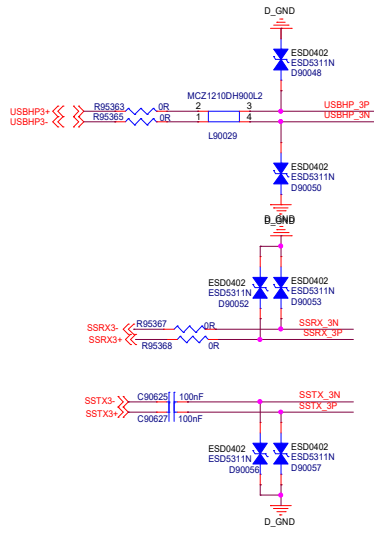 D_GND
ESD0402
ESD5311N
D90048
MCZ1210DH900L2
USBHP3+ R95363 0R 2 3 USBHP_3P
USBHP3- R95365 0R 1 4 USBHP_3N
L90029
ESD0402
ESD5311N
D90050
D_GND
D_GND
ESD0402 ESD0402
ESD5311N ESD5311N
D90052 D90053
SSRX3- R95367 0R SSRX_3N
SSRX3+ R95368 0R SSRX_3P
SSTX3- C90625 100nF SSTX_3N
SSTX3+ C90627 100nF SSTX_3P
ESD0402 ESD0402
ESD5311N ESD5311N
D90056 D90057
D_GND